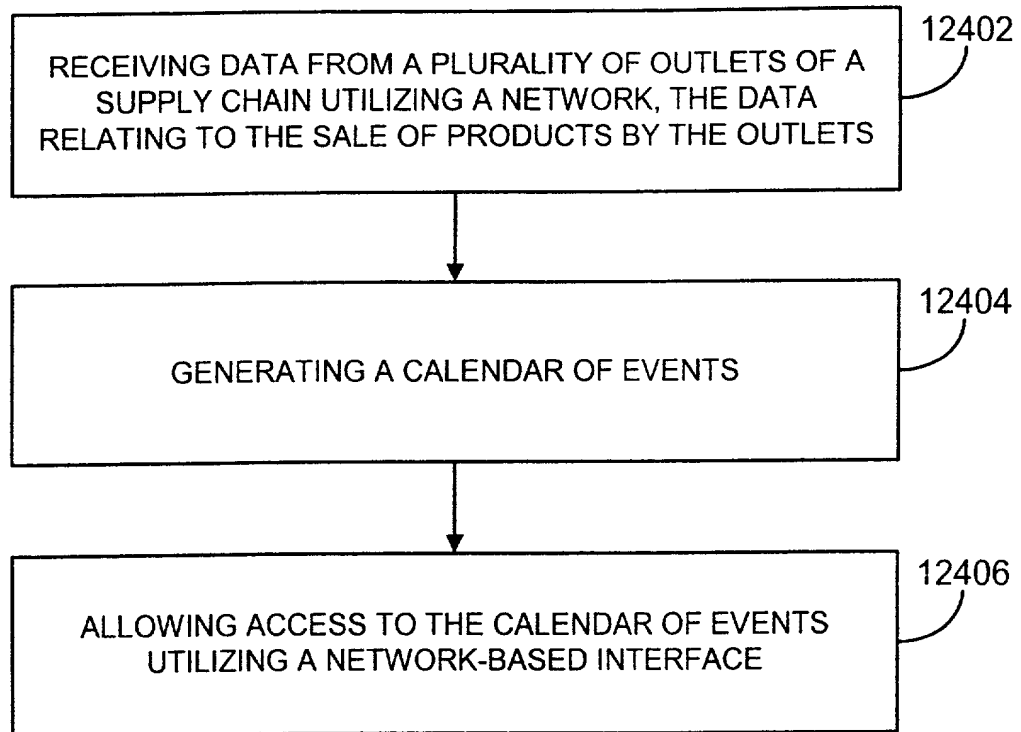 12402
RECEIVING DATA FROM A PLURALITY OF OUTLETS OF A
SUPPLY CHAIN UTILIZING A NETWORK, THE DATA
RELATING TO THE SALE OF PRODUCTS BY THE OUTLETS
12404
GENERATING A CALENDAR OF EVENTS
12406
ALLOWING ACCESS TO THE CALENDAR OF EVENTS
UTILIZING A NETWORK-BASED INTERFACE